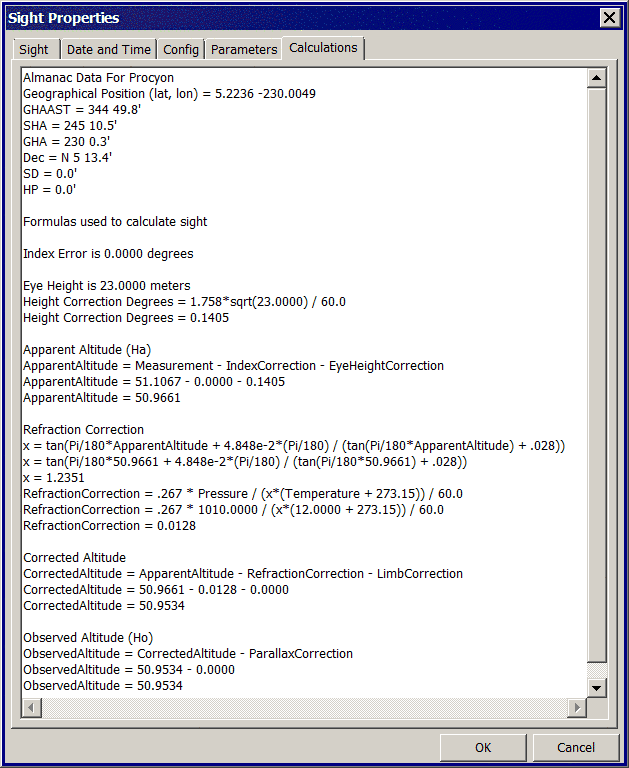 Sight Properties
Sight
Date and Time
Config
Parameters
Calculations
Almanac Data For Procyon
Geographical Position (lat, lon) = 5.2236 -230.0049
GHAAST = 344 49.8'
SHA = 245 10.5'
GHA = 230 0.3'
Dec = N 5 13.4'
SD = 0.0'
HP = 0.0'
Formulas used to calculate sight
Index Error is 0.0000 degrees
Eye Height is 23.0000 meters
Height Correction Degrees = 1.758*sqrt(23.0000) / 60.0
Height Correction Degrees = 0.1405
Apparent Altitude (Ha)
ApparentAltitude = Measurement - IndexCorrection - EyeHeightCorrection
ApparentAltitude = 51.1067 - 0.0000 - 0.1405
ApparentAltitude = 50.9661
Refraction Correction
x = tan(Pi/180*ApparentAltitude + 4.848e-2*(Pi/180) / (tan(Pi/180*ApparentAltitude) + .028))
x = tan(Pi/180*50.9661 + 4.848e-2*(Pi/180) / (tan(Pi/180*50.9661) + .028))
x = 1.2351
RefractionCorrection = .267 * Pressure / (x*(Temperature + 273.15)) / 60.0
RefractionCorrection = .267 * 1010.0000 / (x*(12.0000 + 273.15)) / 60.0
RefractionCorrection = 0.0128
Corrected Altitude
CorrectedAltitude = ApparentAltitude - RefractionCorrection - LimbCorrection
CorrectedAltitude = 50.9661 - 0.0128 - 0.0000
CorrectedAltitude = 50.9534
Observed Altitude (Ho)
ObservedAltitude = CorrectedAltitude - ParallaxCorrection
ObservedAltitude = 50.9534 - 0.0000
ObservedAltitude = 50.9534
OK
Cancel